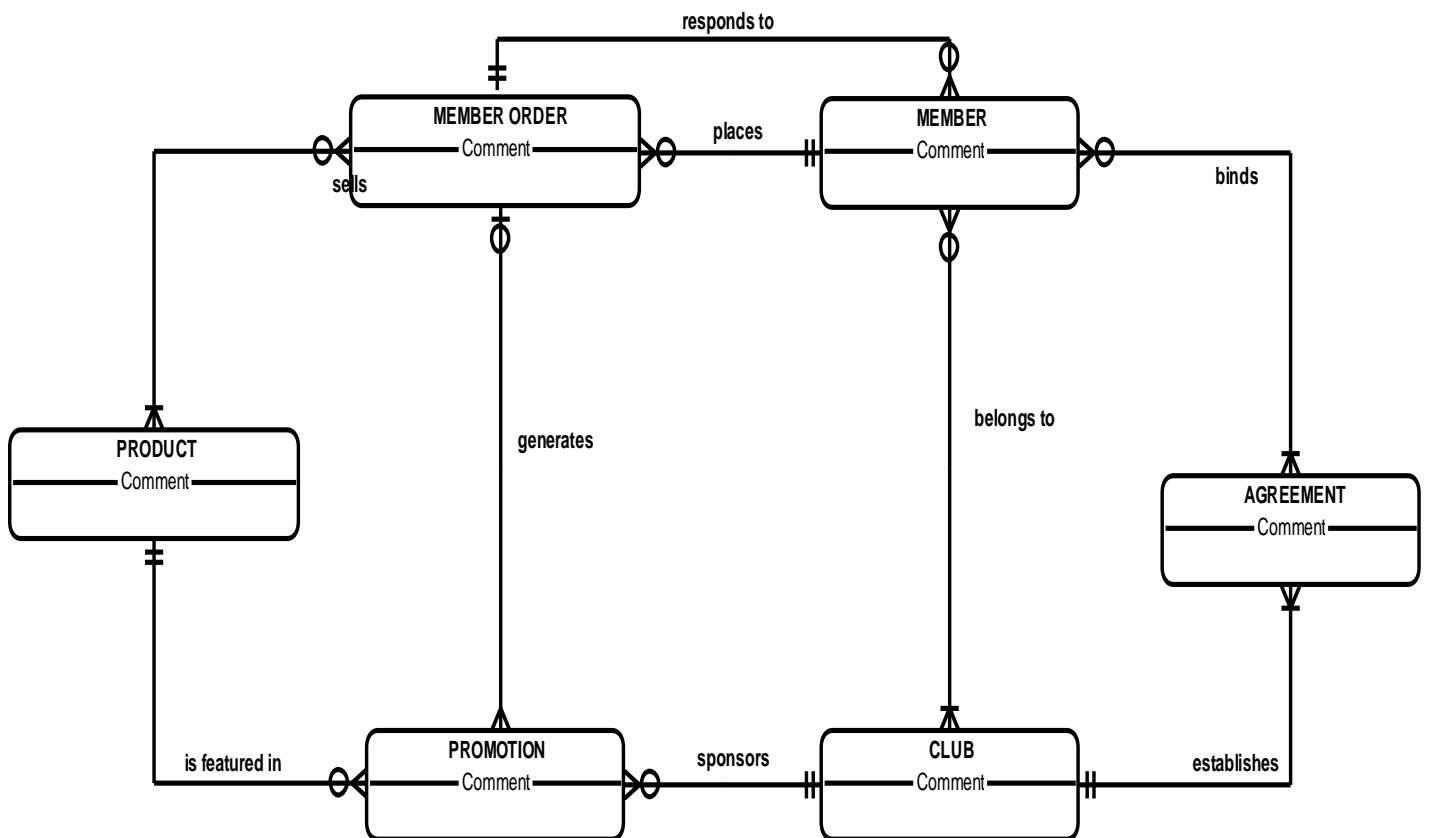 responds to
MEMBER ORDER
Comment
places
MEMBER
Comment
sells
binds
generates
belongs to
PRODUCT
Comment
AGREEMENT
Comment
is featured in
PROMOTION
Comment
sponsors
CLUB
Comment
establishes